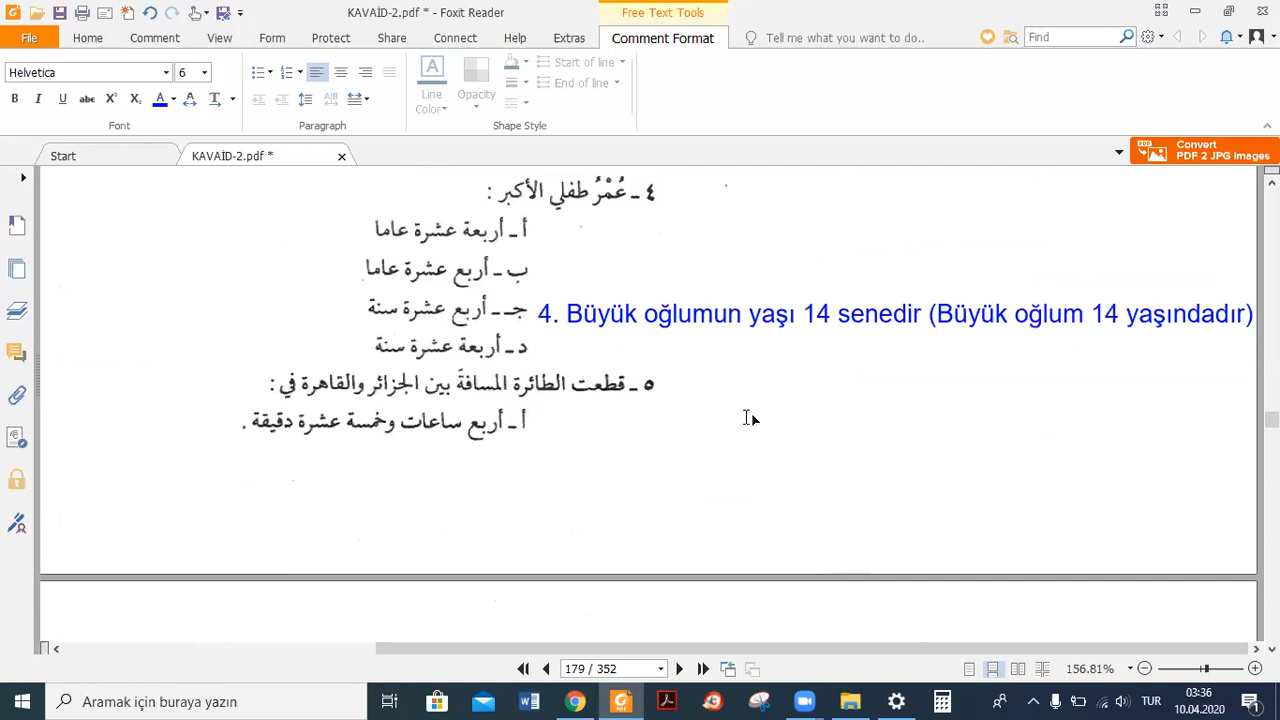 KAVAİD-2.pdf * - Foxit Reader
Free Text Tools
File
Home
Comment
View
Form
Protect
Share
Connect
Help
Extras
Comment Format
Tell me what you want to do..
Find
Helvetica
6
Font
Paragraph
Line Color
Opacity
Start of line
End of line
Shape Style
Start
KAVAİD-2.pdf *
Convert
PDF 2 JPG Images
٤ ـ عُمْرُ طفلي الأكبر :
أ ـ أربعة عشرة عاما
ب ـ أربع عشرة عاما
جـ ـ أربع عشرة سنة
4. Büyük oğlumun yaşı 14 senedir (Büyük oğlum 14 yaşındadır)
د ـ أربعة عشرة سنة
٥ ـ قطعت الطائرة المسافةَ بين الجزائر والقاهرة في :
أ ـ أربع ساعات وخمسة عشرة دقيقة .
179 / 352
156.81%
Aramak için buraya yazın
TUR
03:36
10.04.2020
1